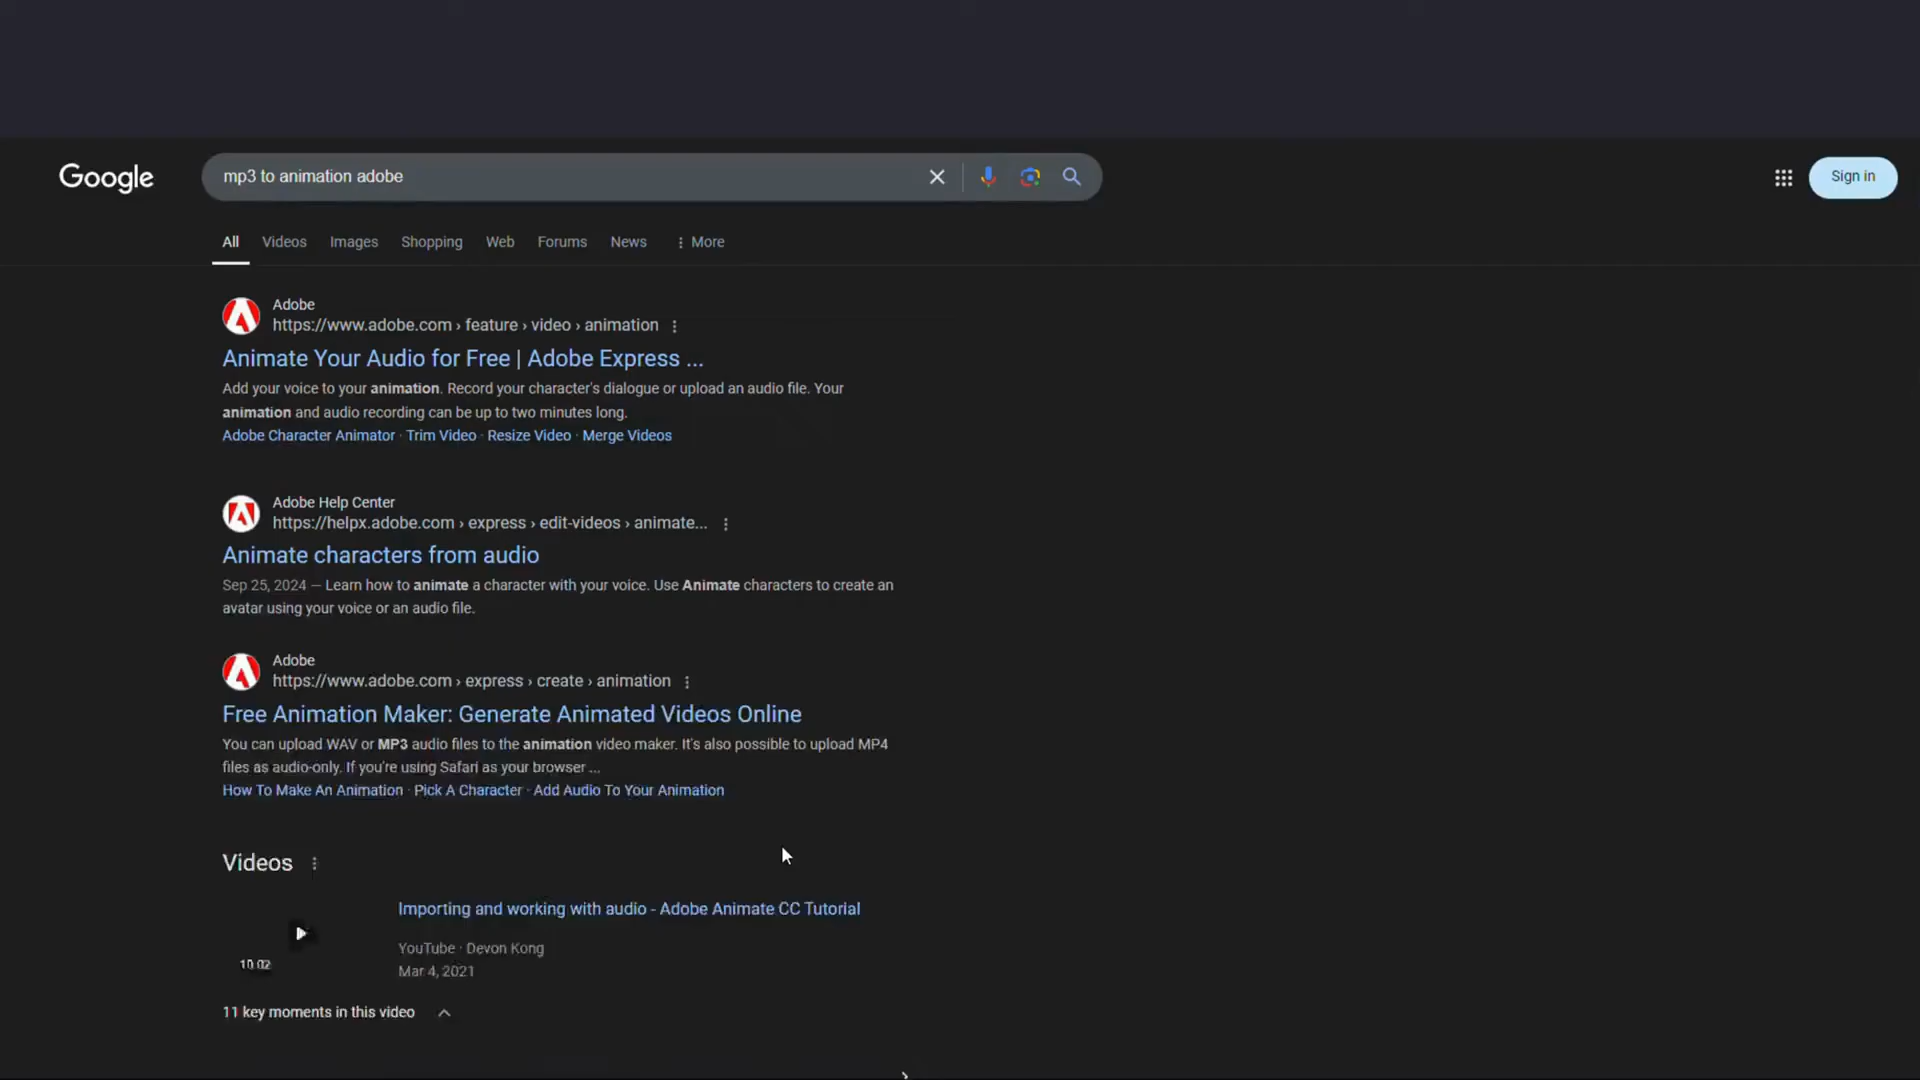 Google
mp3 to animation adobe
Sign in
All Videos Images Shopping Web Forums News More
Adobe
https://www.adobe.com › feature › video › animation
Animate Your Audio for Free | Adobe Express ...
Add your voice to your animation. Record your character's dialogue or upload an audio file. Your
animation and audio recording can be up to two minutes long.
Adobe Character Animator · Trim Video · Resize Video · Merge Videos
Adobe Help Center
https://helpx.adobe.com › express › edit-videos › animate...
Animate characters from audio
Sep 25, 2024 — Learn how to animate a character with your voice. Use Animate characters to create an
avatar using your voice or an audio file.
Adobe
https://www.adobe.com › express › create › animation
Free Animation Maker: Generate Animated Videos Online
You can upload WAV or MP3 audio files to the animation video maker. It's also possible to upload MP4
files as audio-only. If you're using Safari as your browser ...
How To Make An Animation · Pick A Character · Add Audio To Your Animation
Videos
Importing and working with audio - Adobe Animate CC Tutorial
YouTube · Devon Kong
10:02
Mar 4, 2021
11 key moments in this video